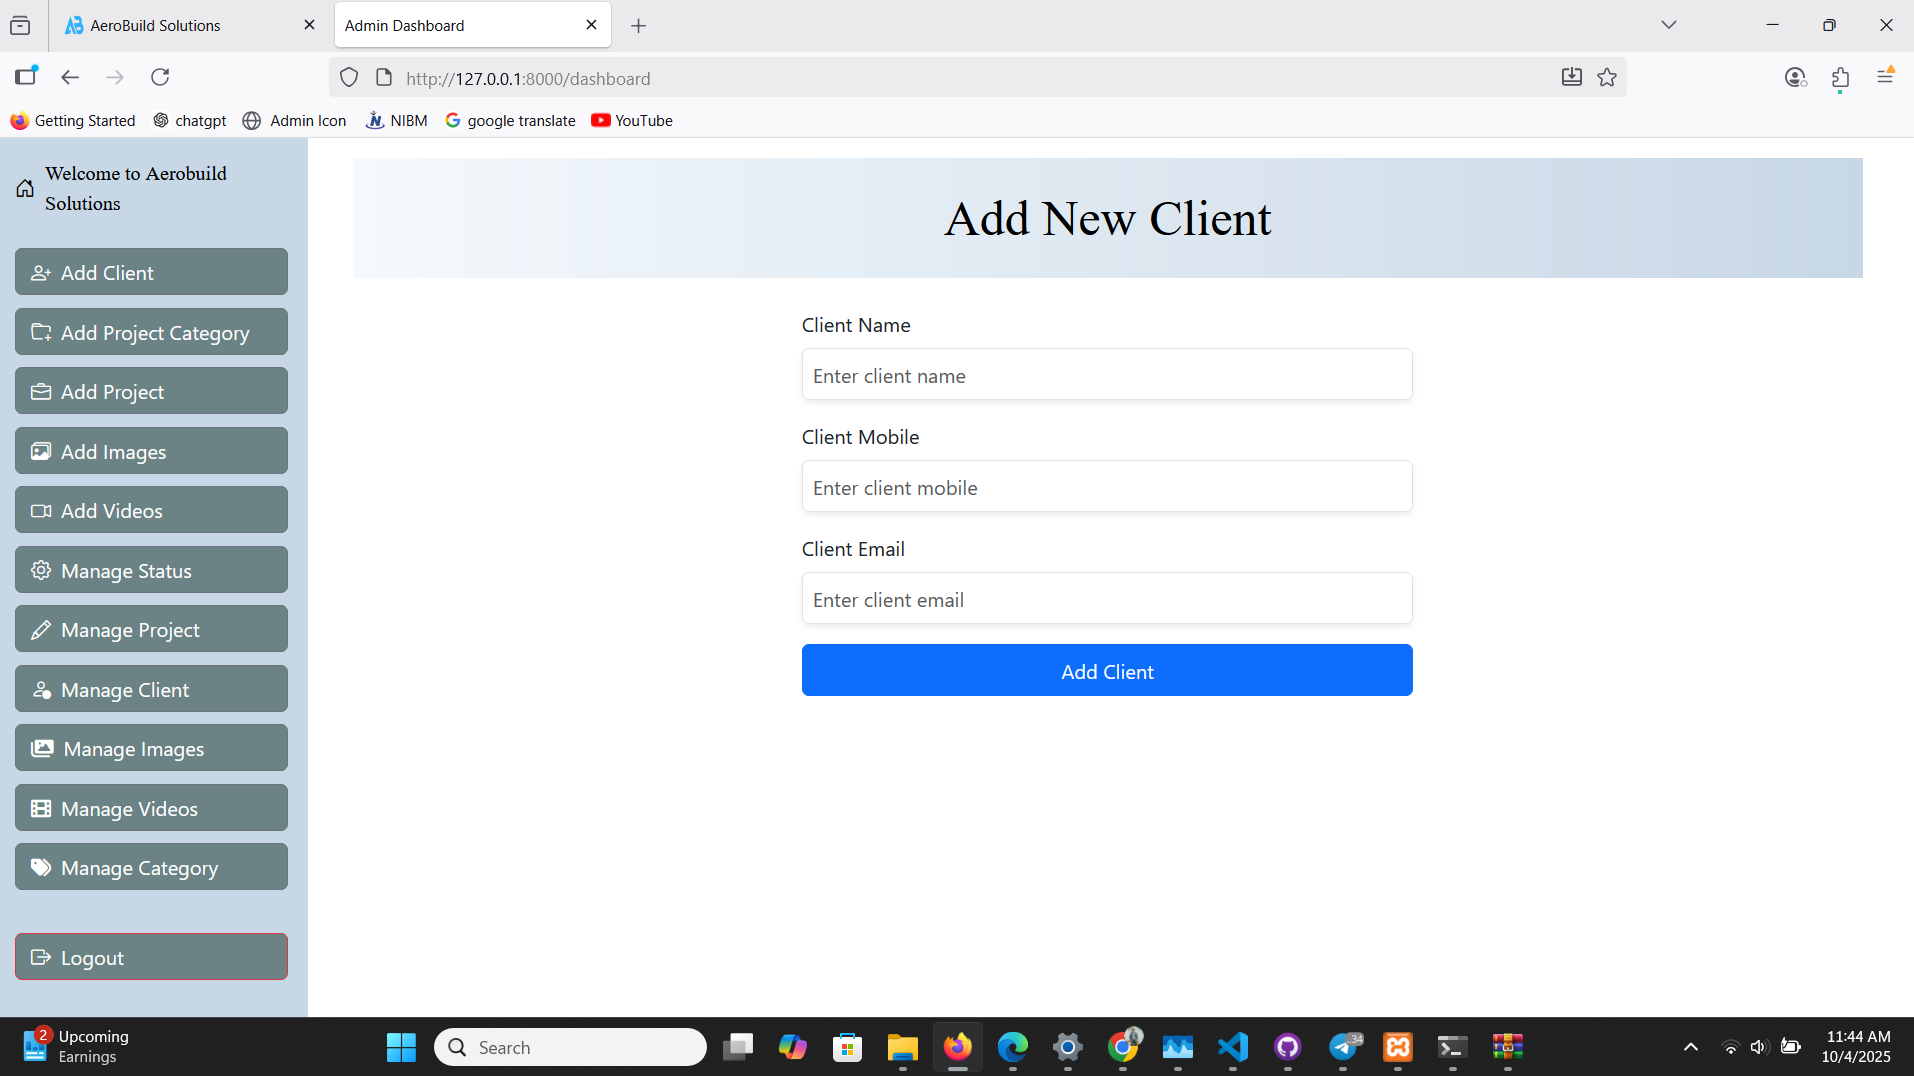 AeroBuild Solutions
Admin Dashboard
http://127.0.0.1:8000/dashboard
Getting Started
chatgpt
Admin Icon
NIBM
google translate
YouTube
Welcome to Aerobuild
Solutions
Add Client
Add Project Category
Add Project
Add Images
Add Videos
Manage Status
Manage Project
Manage Client
Manage Images
Manage Videos
Manage Category
Logout
Add New Client
Client Name
Enter client name
Client Mobile
Enter client mobile
Client Email
Enter client email
Add Client
2
Upcoming
Earnings
Search
..34
11:44 AM
10/4/2025